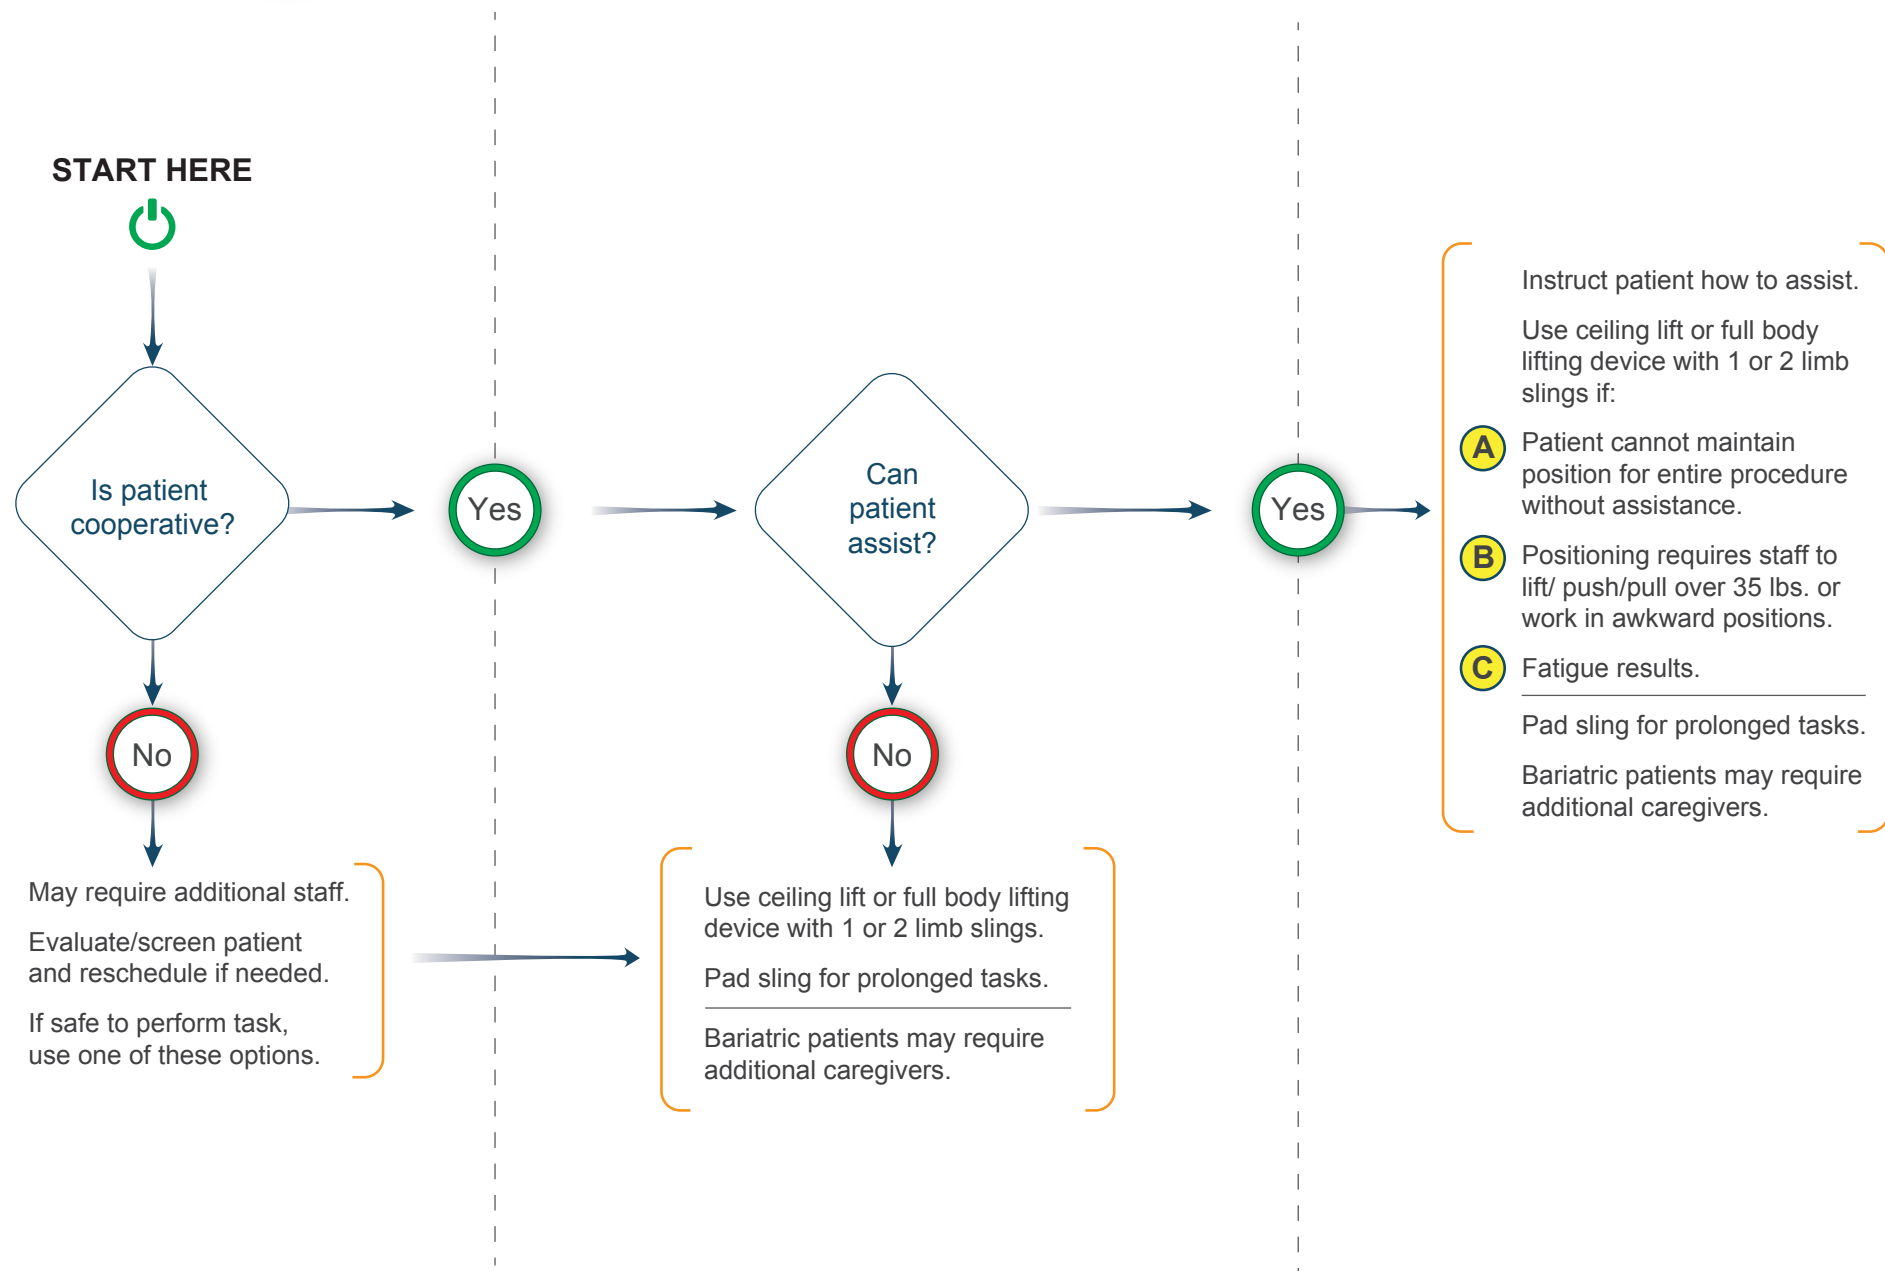 START HERE
Is patient
cooperative?
Yes
Can
patient
assist?
Yes
No
May require additional staff.
Evaluate/screen patient
and reschedule if needed.
If safe to perform task,
use one of these options.
No
Use ceiling lift or full body lifting
device with 1 or 2 limb slings.
Pad sling for prolonged tasks.
Bariatric patients may require
additional caregivers.
Instruct patient how to assist.
Use ceiling lift or full body
lifting device with 1 or 2 limb
slings if:
A Patient cannot maintain
position for entire procedure
without assistance.
B Positioning requires staff to
lift/ push/pull over 35 lbs. or
work in awkward positions.
C Fatigue results.
Pad sling for prolonged tasks.
Bariatric patients may require
additional caregivers.